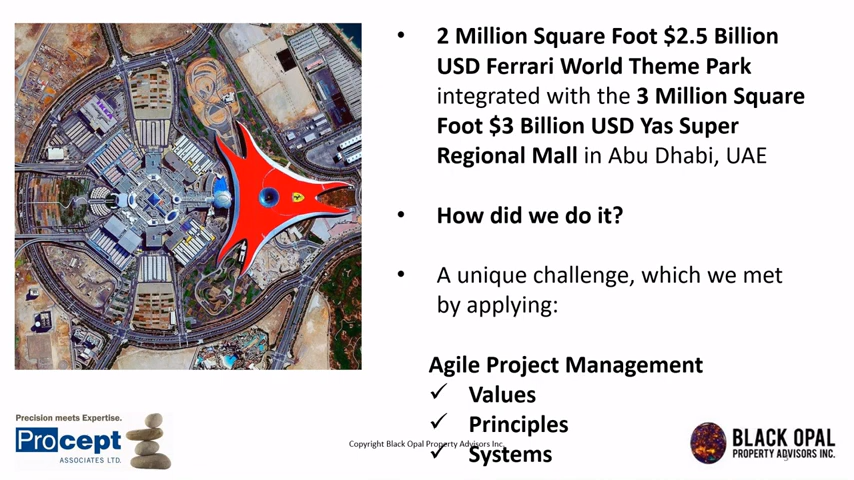 2 Million Square Foot $2.5 Billion
USD Ferrari World Theme Park
integrated with the 3 Million Square
Foot $3 Billion USD Yas Super
Regional Mall in Abu Dhabi, UAE
How did we do it?
A unique challenge, which we met
by applying:
Agile Project Management
Values
Principles
Systems
IKEA
Precision meets Expertise.
Procept
ASSOCIATES LTD.
Copyright Black Opal Property Advisors Inc.
BLACK OPAL
PROPERTY ADVISORS INC.